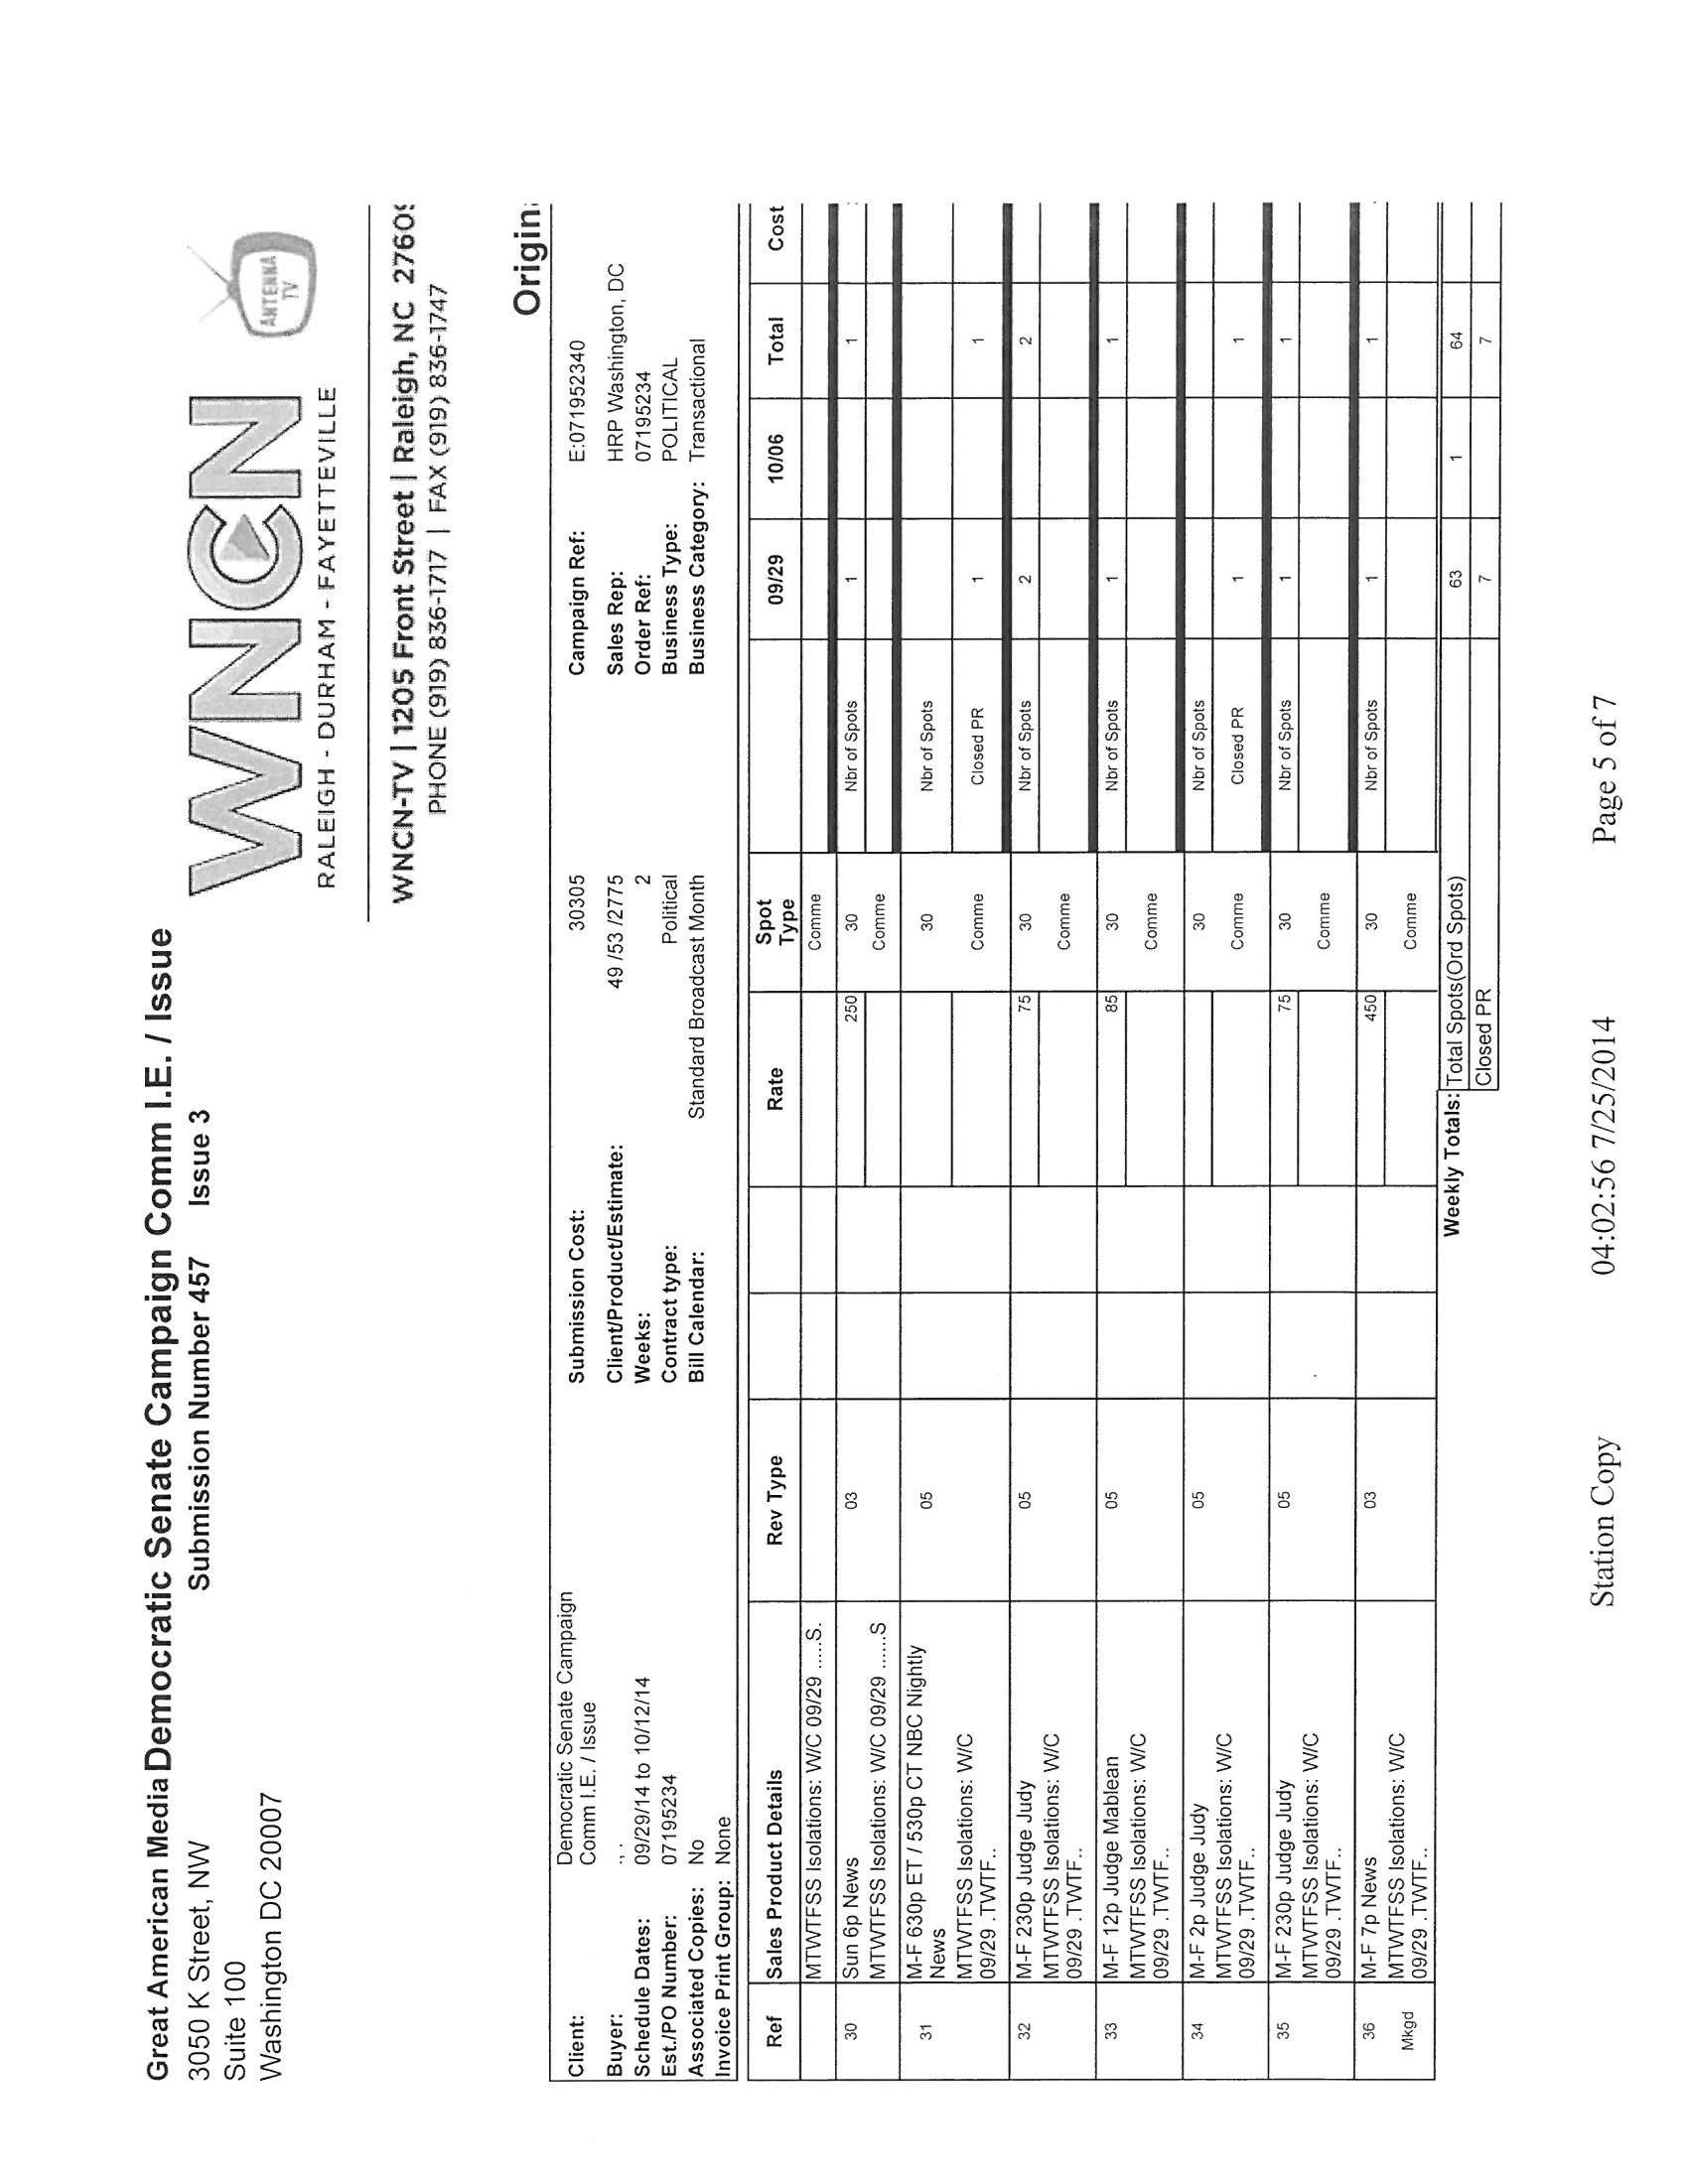 Great American Media Democratic Senate Campaign Comm I.E. / Issue
3050 K Street, NW Submission Number 457 Issue 3
Suite 100
Washington DC 20007
WNCN
ANTENNA TV
RALEIGH - DURHAM - FAYETTEVILLE
WNCN-TV | 1205 Front Street | Raleigh, NC 27609
PHONE (919) 836-1717 | FAX (919) 836-1747
Origin
Client: Democratic Senate Campaign Comm I.E. / Issue Submission Cost: 30305 Campaign Ref: E:07195340
Buyer: ., . Client/Product/Estimate: 49 /53 /2775 Sales Rep: HRP Washington, DC
Schedule Dates: 09/29/14 to 10/12/14 Weeks: 2 Order Ref: 07195234
Est./PO Number: 07195234 Contract type: Political Business Type: POLITICAL
Associated Copies: No Bill Calendar: Standard Broadcast Month Business Category: Transactional
Invoice Print Group: None
Ref Sales Product Details Rev Type Rate Spot Type 09/29 10/06 Total Cost
MTWTFSS Isolations: W/C 09/29 .....S. Comme
30 Sun 6p News 03 250 30 Nbr of Spots 1 1
MTWTFSS Isolations: W/C 09/29 ......S Comme
31 M-F 630p ET / 530p CT NBC Nightly 05 30 Nbr of Spots
News
MTWTFSS Isolations: W/C Comme Closed PR 1 1
09/29 .TWTF..
32 M-F 230p Judge Judy 05 75 30 Nbr of Spots 2 2
MTWTFSS Isolations: W/C Comme
09/29 .TWTF..
33 M-F 12p Judge Mablean 05 85 30 Nbr of Spots 1 1
MTWTFSS Isolations: W/C Comme
09/29 .TWTF..
34 M-F 2p Judge Judy 05 30 Nbr of Spots
MTWTFSS Isolations: W/C Comme Closed PR 1 1
09/29 .TWTF..
35 M-F 230p Judge Judy 05 75 30 Nbr of Spots 1 1
MTWTFSS Isolations: W/C Comme
09/29 .TWTF..
36 M-F 7p News 03 450 30 Nbr of Spots 1 1
Mkgd MTWTFSS Isolations: W/C Comme
09/29 .TWTF..
Weekly Totals: Total Spots(Ord Spots) 63 1 64
Closed PR 7 7
Station Copy 04:02:56 7/25/2014 Page 5 of 7